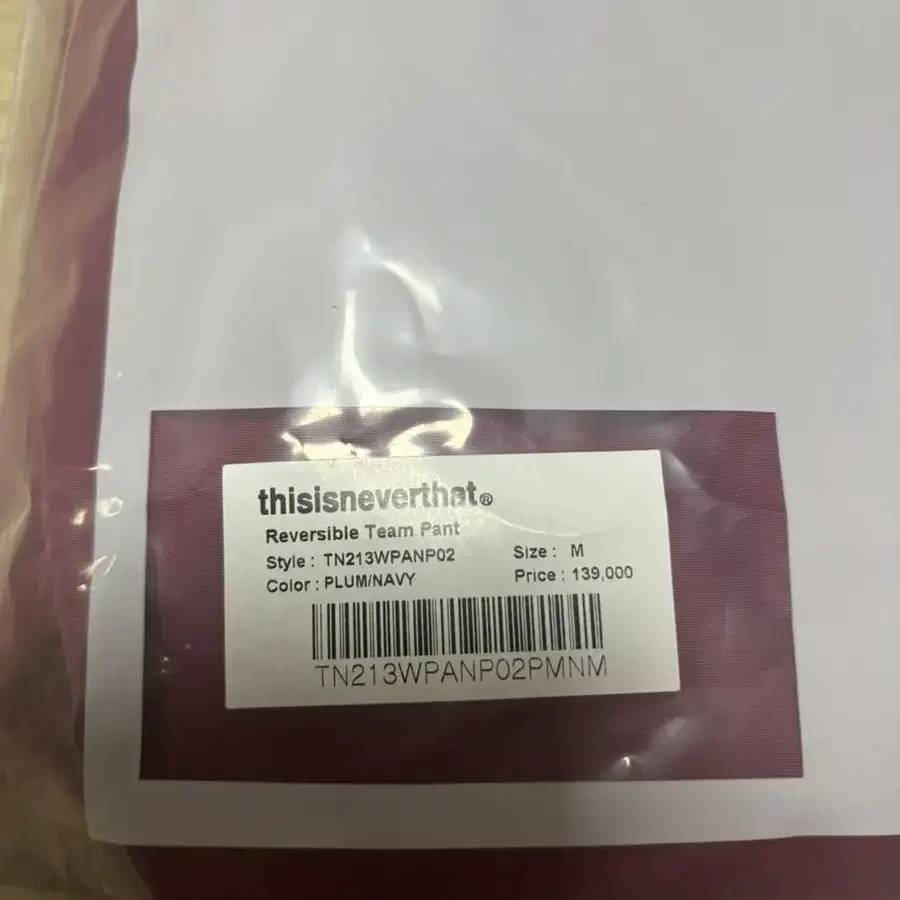 thisisneverthat®
Reversible Team Pant
Style : TN213WPANP02 Size : M
Color : PLUM/NAVY Price : 139,000
TN213WPANP02PMNM